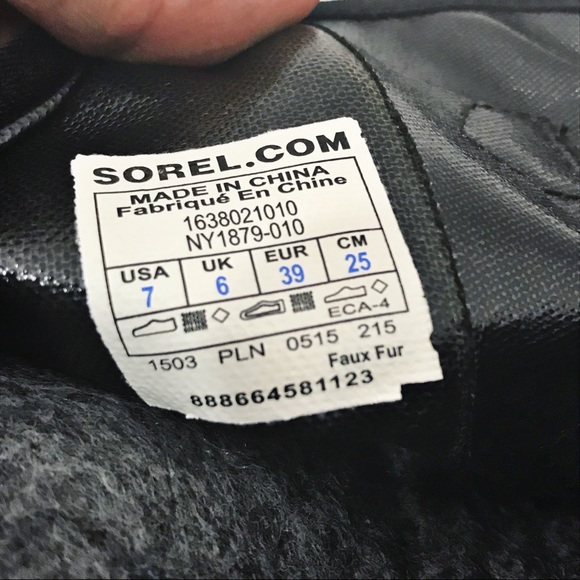 SOREL.COM
MADE IN CHINA
Fabriqué En Chine
1638021010
NY1879-010
USA UK EUR CM
7 6 39 25
ECA-4
1503 PLN 0515 215
Faux Fur
888664581123